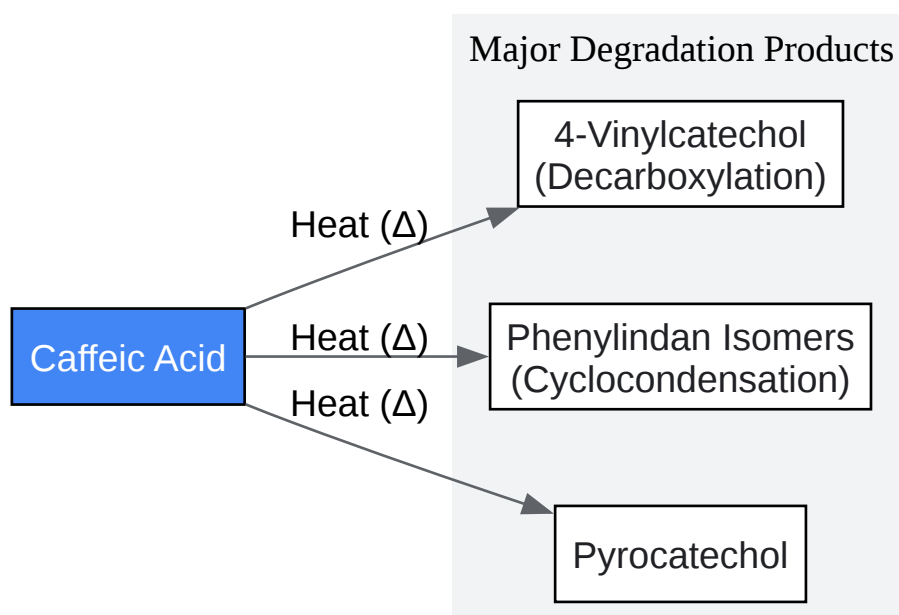 Major Degradation Products
4-Vinylcatechol
(Decarboxylation)
Heat (Δ)
Caffeic Acid
Heat (Δ)
Phenylindan Isomers
(Cyclocondensation)
Heat (Δ)
Pyrocatechol